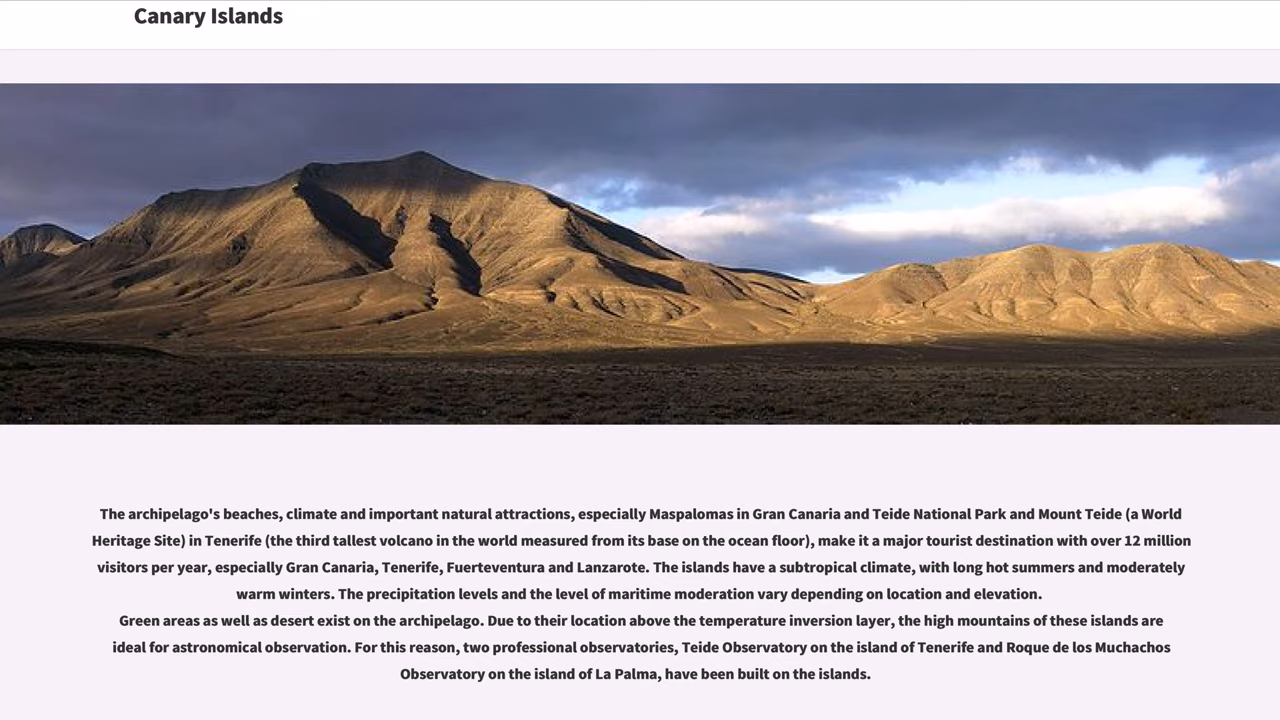 Canary Islands
The archipelago's beaches, climate and important natural attractions, especially Maspalomas in Gran Canaria and Teide National Park and Mount Teide (a World
Heritage Site) in Tenerife (the third tallest volcano in the world measured from its base on the ocean floor), make it a major tourist destination with over 12 million
visitors per year, especially Gran Canaria, Tenerife, Fuerteventura and Lanzarote. The islands have a subtropical climate, with long hot summers and moderately
warm winters. The precipitation levels and the level of maritime moderation vary depending on location and elevation.
Green areas as well as desert exist on the archipelago. Due to their location above the temperature inversion layer, the high mountains of these islands are
ideal for astronomical observation. For this reason, two professional observatories, Teide Observatory on the island of Tenerife and Roque de los Muchachos
Observatory on the island of La Palma, have been built on the islands.